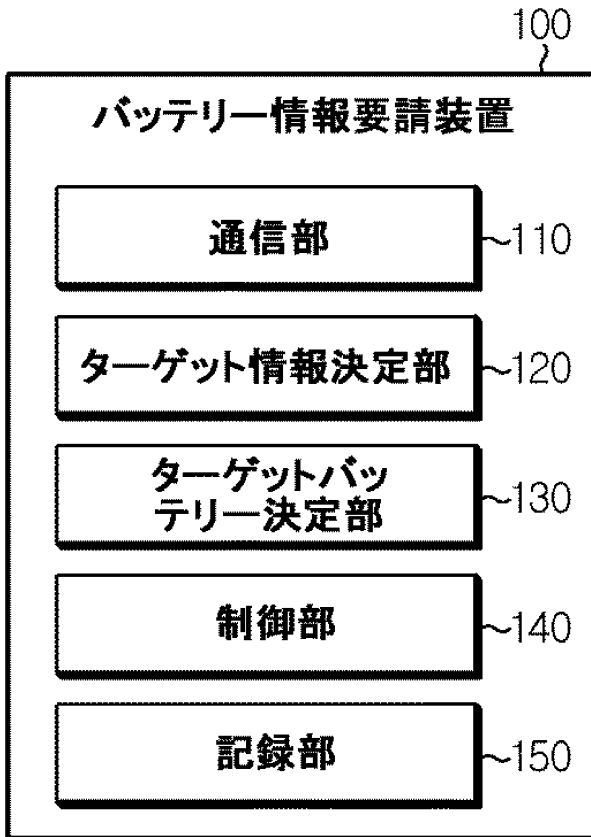 100
バッテリー情報要請装置
通信部 110
ターゲット情報決定部 120
ターゲットバッ
テリー決定部 130
制御部 140
記録部 150